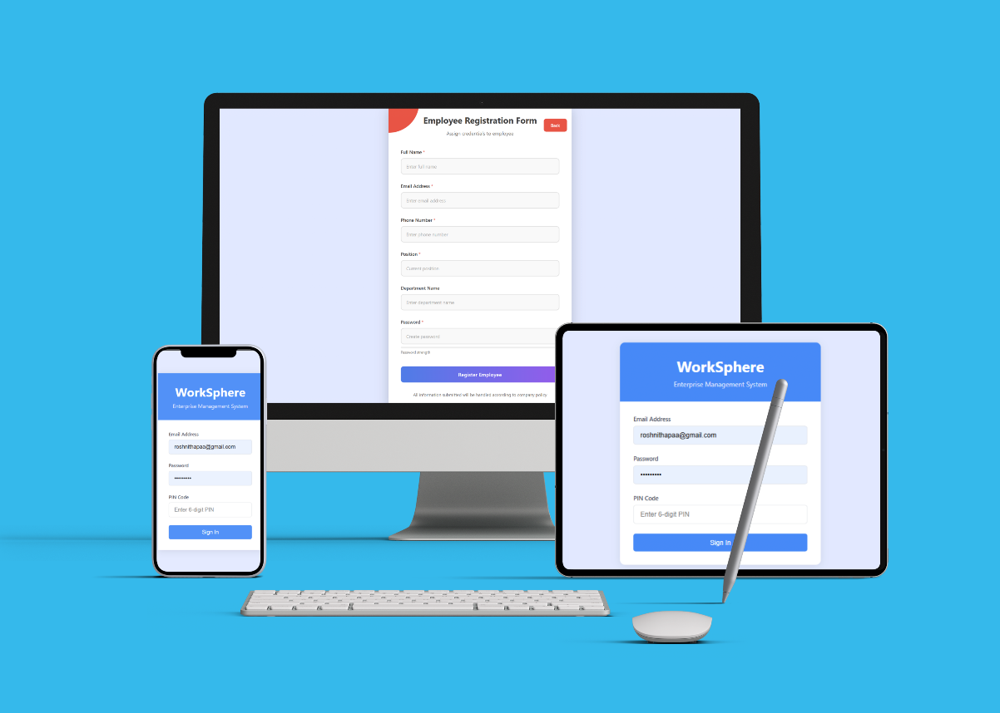 Employee Registration Form
Back
Assign credentials to employee
Full Name *
Enter full name
Email Address *
Enter email address
Phone Number *
Enter phone number
Position *
Current position
Department Name
Enter department name
Password *
Create password
Password strength
Register Employee
All information submitted will be handled according to company policy
WorkSphere
Enterprise Management System
Email Address
roshnithapaa@gmail.com
Password
•••••••••
PIN Code
Enter 6-digit PIN
Sign In
WorkSphere
Enterprise Management System
Email Address
roshnithapaa@gmail.com
Password
•••••••••
PIN Code
Enter 6-digit PIN
Sign In